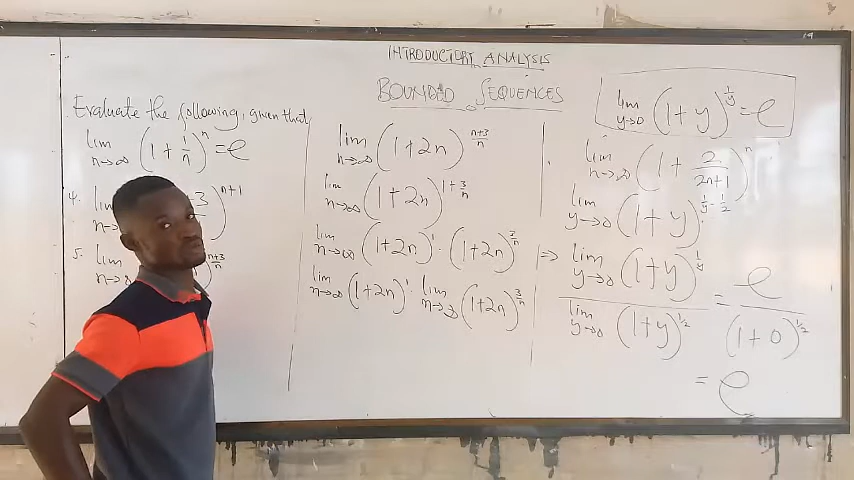 INTRODUCTORY ANALYSIS
BOUNDED SEQUENCES
Evaluate the following, given that
lim n→∞ (1 + 1/n)^n = e
4. lim n→ 3 )^(n+1)
5. lim n→∞ )^((n+3)/n)
lim n→∞ (1+2n)^((n+3)/n)
lim n→∞ (1+2n)^(1+3/n)
lim n→∞ (1+2n)^1 · (1+2n)^(3/n)
lim n→∞ (1+2n)^1 · lim n→∞ (1+2n)^(3/n)
lim y→0 (1+y)^(1/y) = e
lim n→∞ (1 + 2/(2n+1))^n
lim y→0 (1+y)^(1/y - 1/2)
⇒ lim y→0 (1+y)^(1/y)
lim y→0 (1+y)^(1/2)
= e / (1+0)^(1/2)
= e